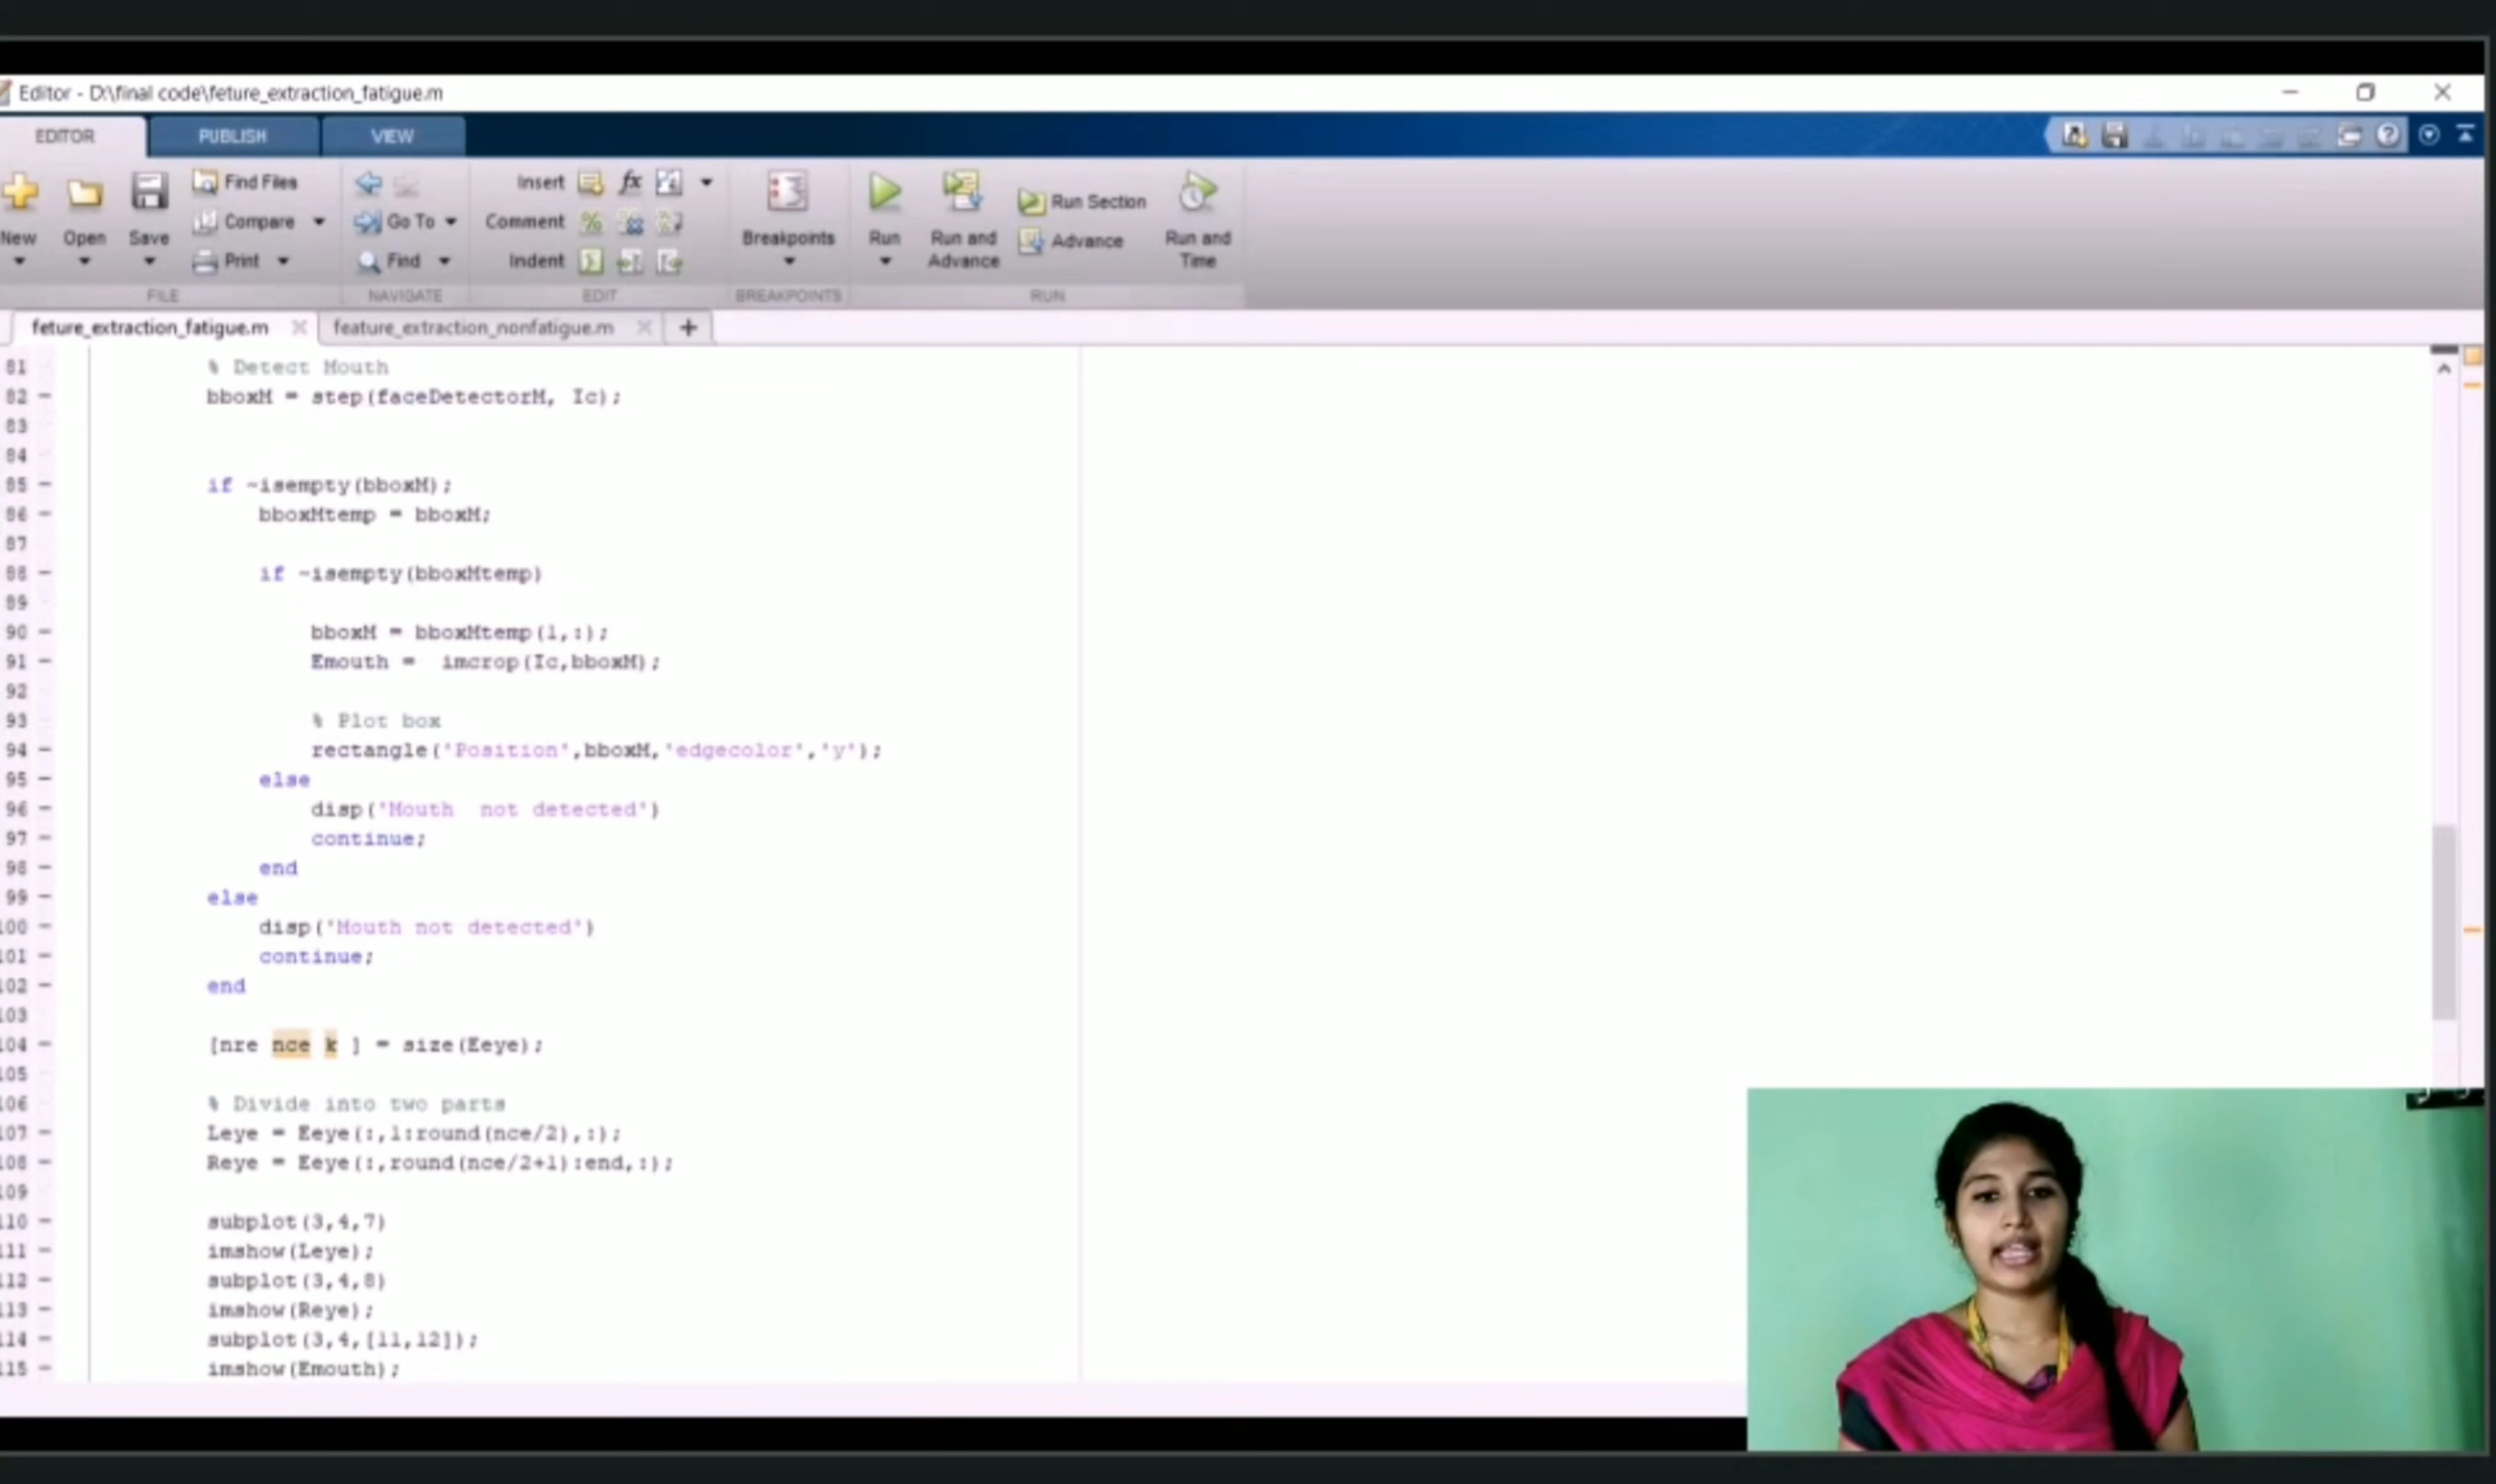 Editor - D:\final code\feture_extraction_fatigue.m
EDITOR PUBLISH VIEW
New Open Save Find Files Compare Print Go To Find Insert Comment Indent Breakpoints Run Run and Advance Run Section Advance Run and Time
FILE NAVIGATE EDIT BREAKPOINTS RUN
feture_extraction_fatigue.m feature_extraction_nonfatigue.m
81 % Detect Mouth
82 bboxM = step(faceDetectorM, Ic);
83
84
85 if ~isempty(bboxM);
86 bboxMtemp = bboxM;
87
88 if ~isempty(bboxMtemp)
89
90 bboxM = bboxMtemp(1,:);
91 Emouth =  imcrop(Ic,bboxM);
92
93 % Plot box
94 rectangle('Position',bboxM,'edgecolor','y');
95 else
96 disp('Mouth  not detected')
97 continue;
98 end
99 else
100 disp('Mouth not detected')
101 continue;
102 end
103
104 [nre nce k ] = size(Eeye);
105
106 % Divide into two parts
107 Leye = Eeye(:,1:round(nce/2),:);
108 Reye = Eeye(:,round(nce/2+1):end,:);
109
110 subplot(3,4,7)
111 imshow(Leye);
112 subplot(3,4,8)
113 imshow(Reye);
114 subplot(3,4,[11,12]);
115 imshow(Emouth);